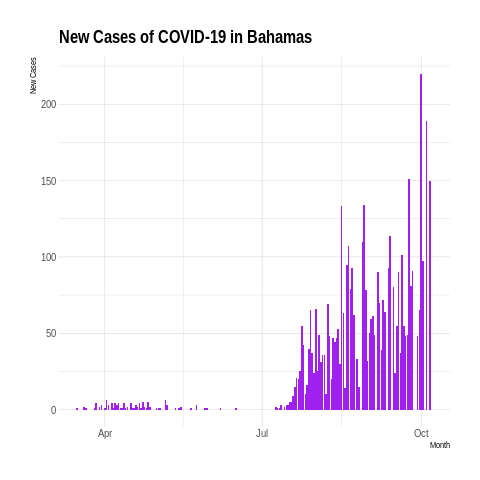 New Cases of COVID-19 in Bahamas
New Cases
200
150
100
50
0
Apr
Jul
Oct
Month